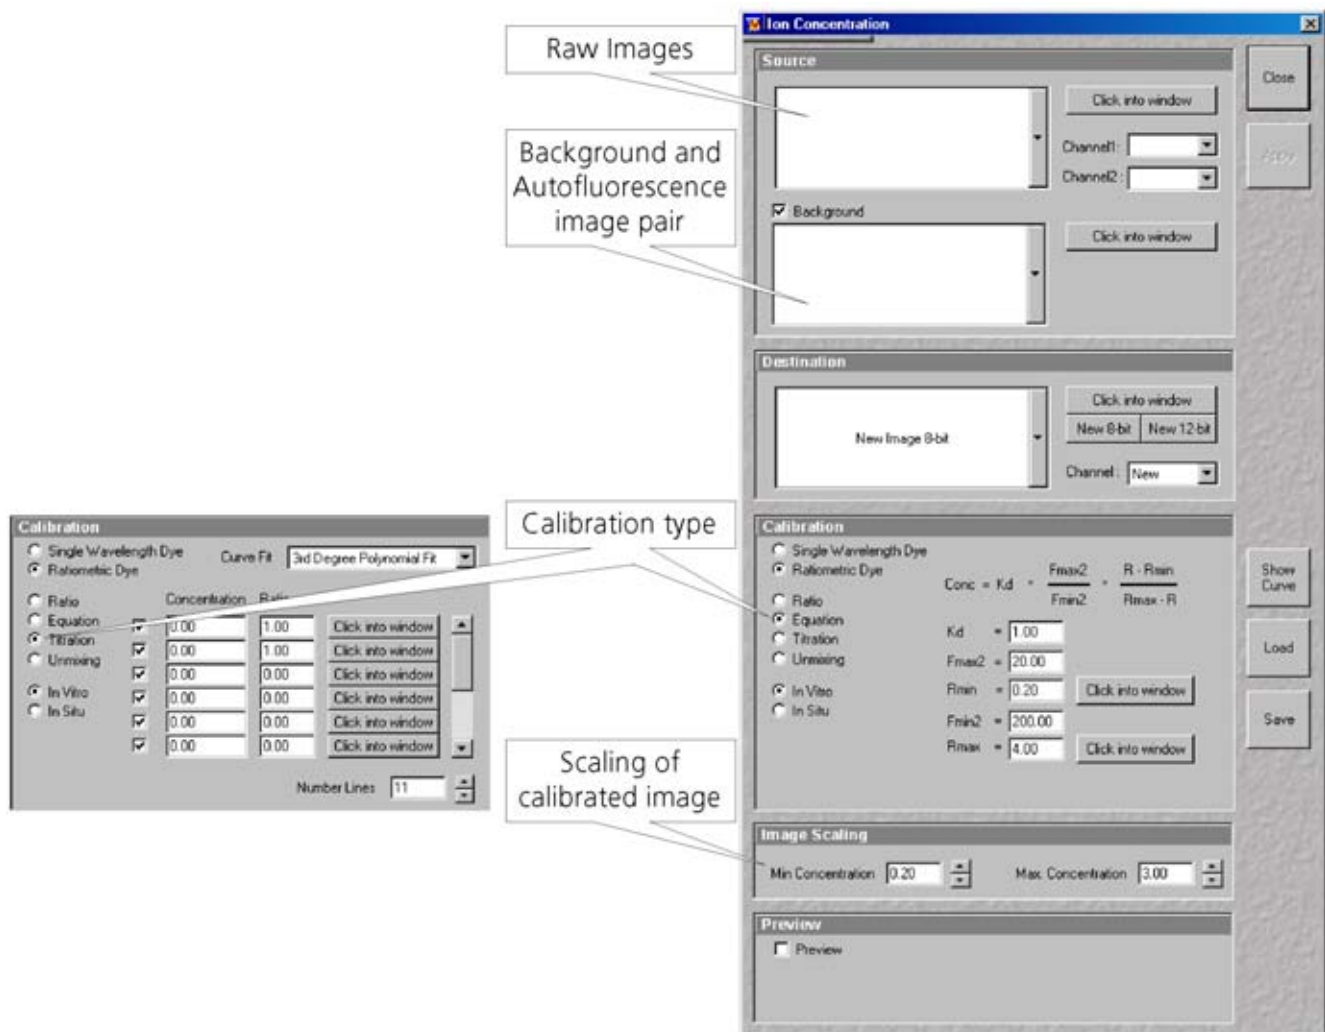 Ion Concentration
Raw Images
Source
Close
Click into window
Apply
Channel1:
Channel2:
Background and
Autofluorescence
image pair
Background
Click into window
Destination
New Image 8-bit
Click into window
New 8-bit New 12-bit
Channel: New
Calibration type
Calibration
Single Wavelength Dye
Ratiometric Dye
Curve Fit 3rd Degree Polynomial Fit
Ratio
Equation
Titration
Unmixing
In Vitro
In Situ
Concentration Ratio
0.00 1.00 Click into window
0.00 1.00 Click into window
0.00 0.00 Click into window
0.00 0.00 Click into window
0.00 0.00 Click into window
0.00 0.00 Click into window
Number Lines 11
Calibration
Single Wavelength Dye
Ratiometric Dye
Ratio
Equation
Titration
Unmixing
In Vitro
In Situ
Conc = Kd * Fmax2 / Fmin2 * R - Rmin / Rmax - R
Kd = 1.00
Fmax2 = 20.00
Rmin = 0.20 Click into window
Fmin2 = 200.00
Rmax = 4.00 Click into window
Show
Curve
Load
Save
Scaling of
calibrated image
Image Scaling
Min Concentration 0.20 Max. Concentration 3.00
Preview
Preview